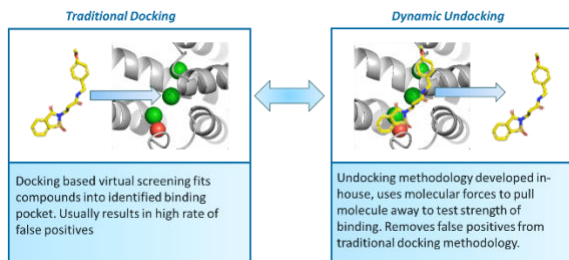 Traditional Docking
Dynamic Undocking
Docking based virtual screening fits
compounds into identified binding
pocket. Usually results in high rate of
false positives
Undocking methodology developed in-
house, uses molecular forces to pull
molecule away to test strength of
binding. Removes false positives from
traditional docking methodology.